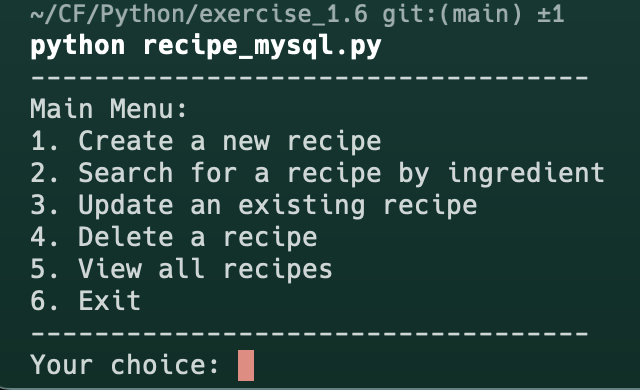 ~/CF/Python/exercise_1.6 git:(main) ±1
python recipe_mysql.py
-----------------------------------
Main Menu:
1. Create a new recipe
2. Search for a recipe by ingredient
3. Update an existing recipe
4. Delete a recipe
5. View all recipes
6. Exit
-----------------------------------
Your choice: